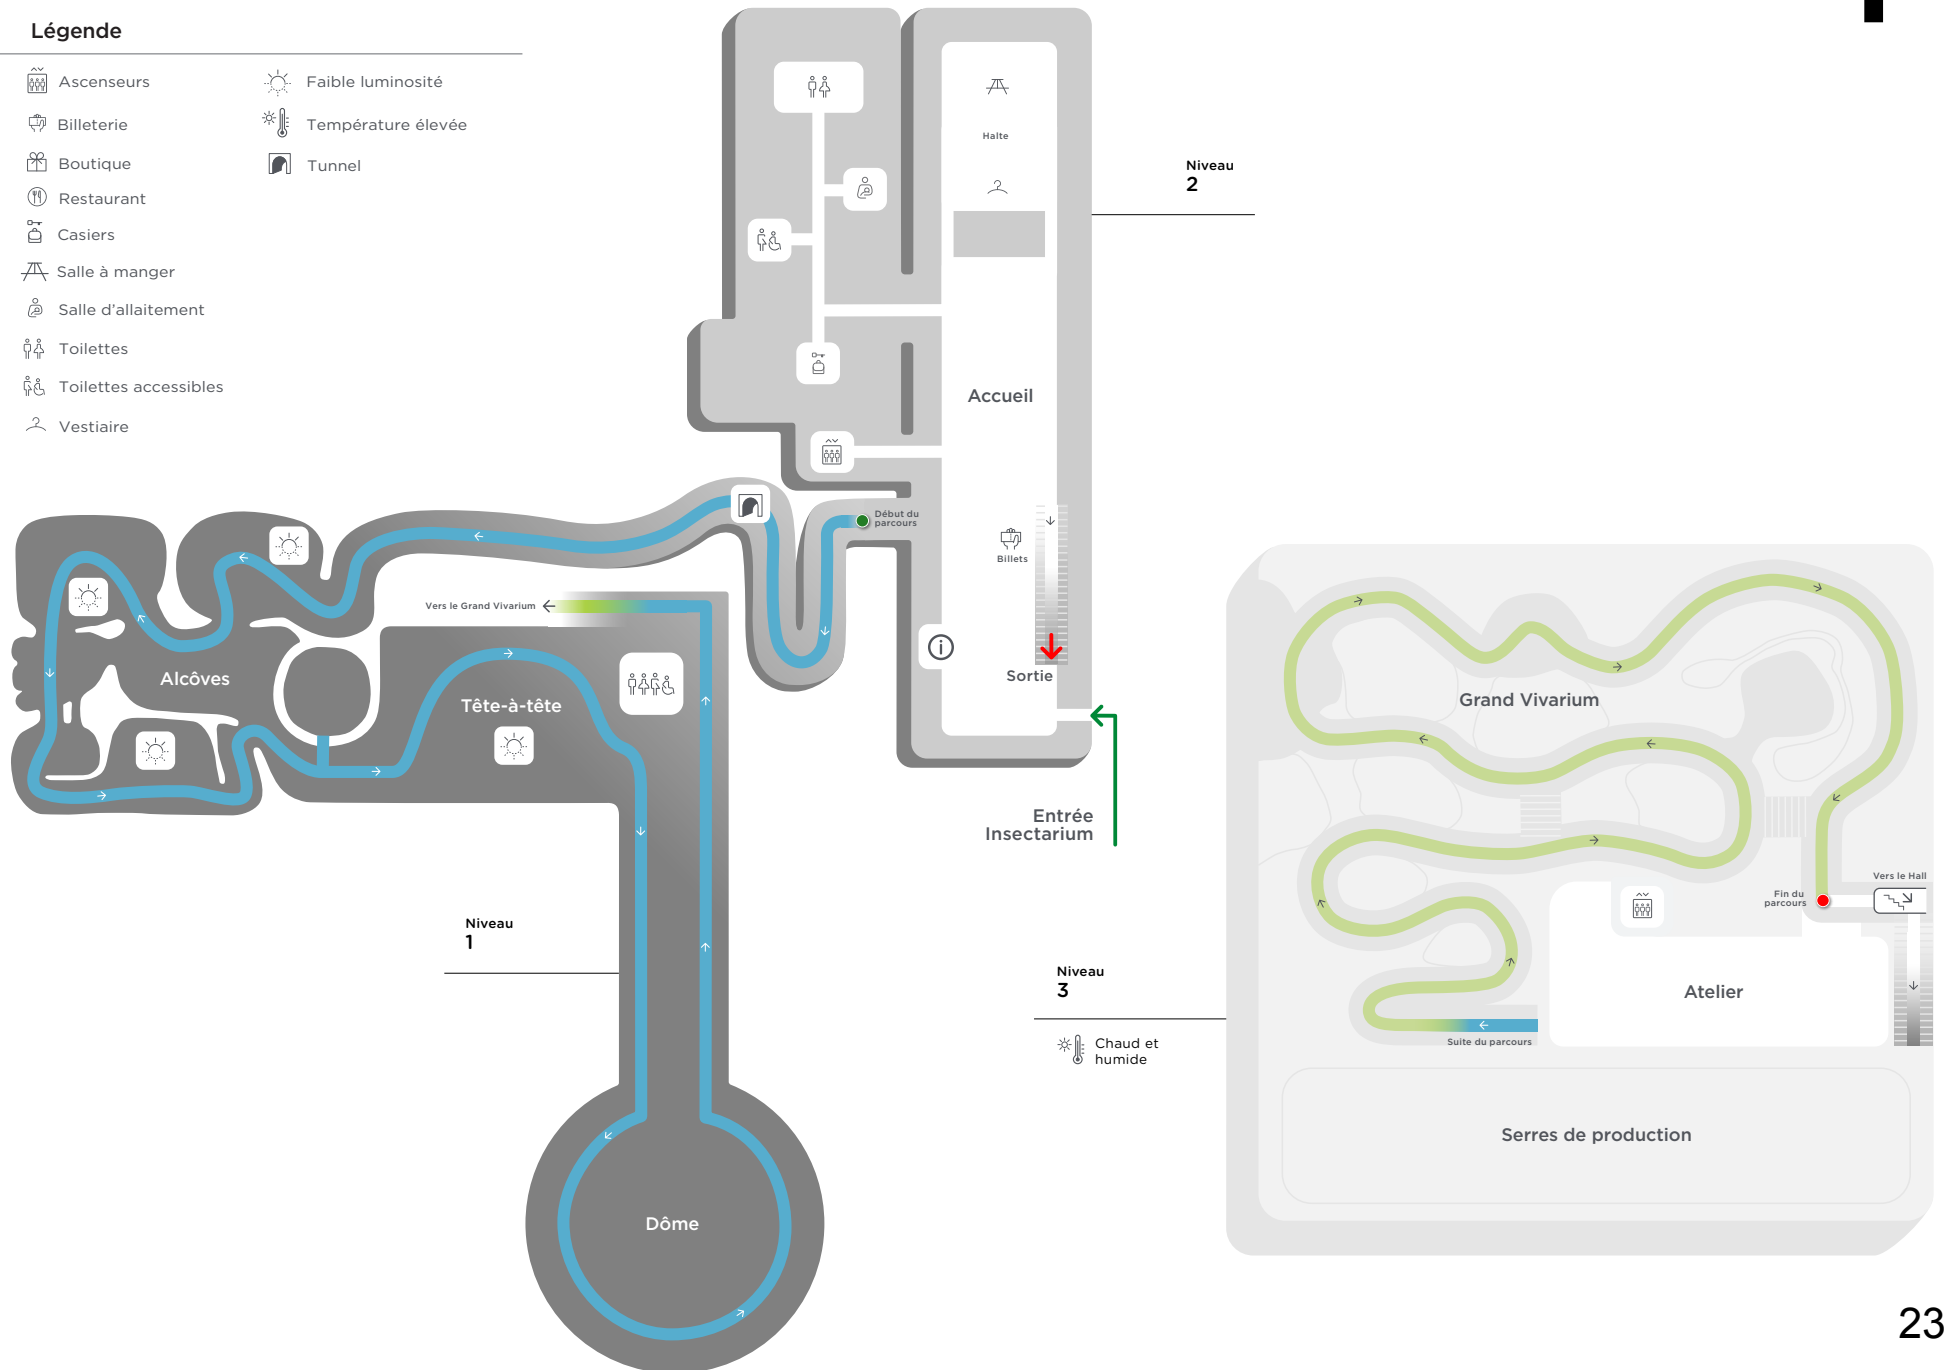 Légende
Ascenseurs
Billeterie
Boutique
Restaurant
Casiers
Salle à manger
Salle d'allaitement
Toilettes
Toilettes accessibles
Vestiaire
Faible luminosité
Température élevée
Tunnel
Halte
Niveau
2
Accueil
Début du
parcours
Billets
Sortie
Entrée
Insectarium
Vers le Grand Vivarium
Alcôves
Tête-à-tête
Niveau
1
Dôme
Niveau
3
Chaud et
humide
Grand Vivarium
Vers le Hall
Fin du
parcours
Atelier
Suite du parcours
Serres de production
23